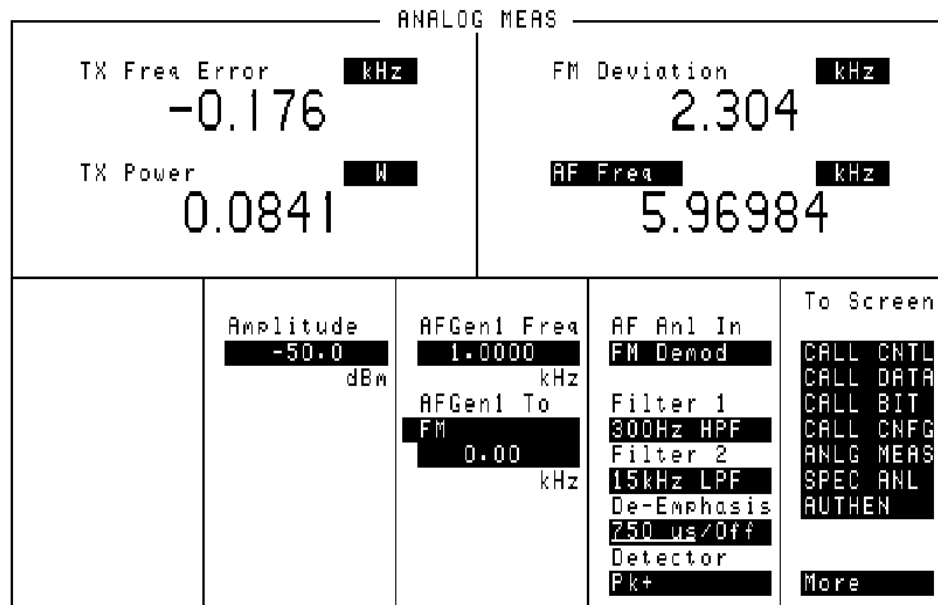 ANALOG MEAS
TX Freq Error kHz
-0.176
FM Deviation kHz
2.304
TX Power W
0.0841
AF Freq kHz
5.96984
Amplitude
-50.0
dBm
AFGen1 Freq
1.0000
kHz
AFGen1 To
FM
0.00
kHz
AF Anl In
FM Demod
Filter 1
300Hz HPF
Filter 2
15kHz LPF
De-Emphasis
750 us/Off
Detector
Pk+
To Screen
CALL CNTL
CALL DATA
CALL BIT
CALL CNFG
ANLG MEAS
SPEC ANL
AUTHEN
More